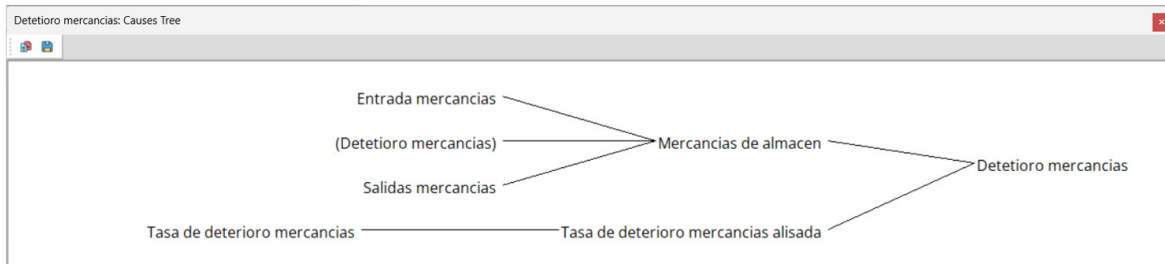 Detetioro mercancias: Causes Tree
Entrada mercancias
(Detetioro mercancias)
Mercancias de almacen
Detetioro mercancias
Salidas mercancias
Tasa de deterioro mercancias
Tasa de deterioro mercancias alisada